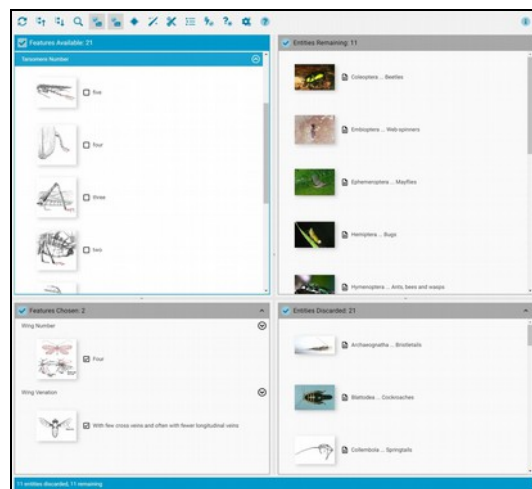 Features Available: 21
Tarsomere Number
five
four
three
two
Entities Remaining: 11
Coleoptera ... Beetles
Embioptera ... Web-spinners
Ephemeroptera ... Mayflies
Hemiptera ... Bugs
Hymenoptera ... Ants, bees and wasps
Features Chosen: 2
Wing Number
Four
Wing Venation
With few cross veins and often with fewer longitudinal veins
Entities Discarded: 21
Archaeognatha ... Bristletails
Blattodea ... Cockroaches
Collembola ... Springtails
11 entities discarded, 11 remaining